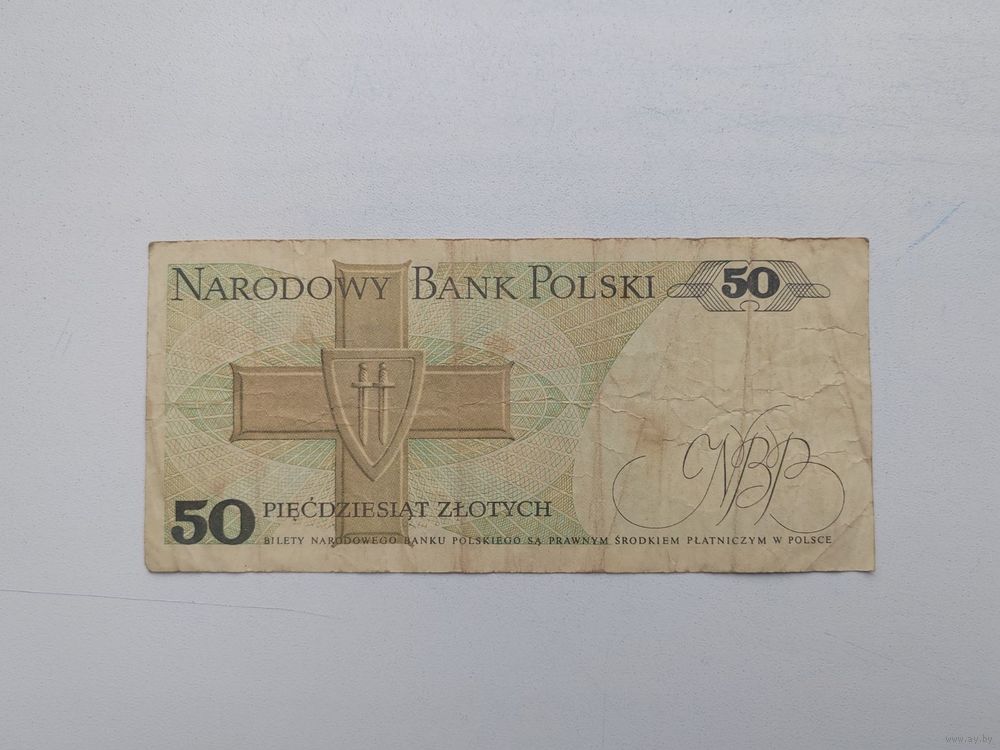 NARODOWY BANK POLSKI 50
NBP
50 PIĘĆDZIESIĄT ZŁOTYCH
BILETY NARODOWEGO BANKU POLSKIEGO SĄ PRAWNYM ŚRODKIEM PŁATNICZYM W POLSCE
www.ay.by